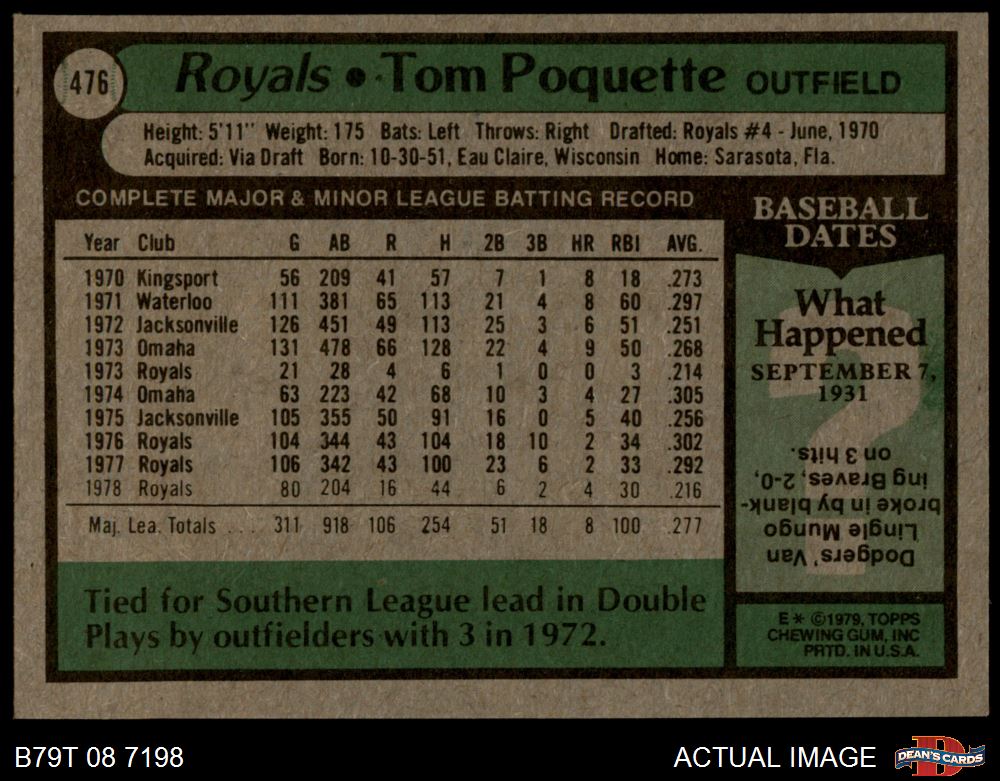 476
Royals • Tom Poquette OUTFIELD
Height: 5'11" Weight: 175 Bats: Left Throws: Right Drafted: Royals #4 - June, 1970
Acquired: Via Draft Born: 10-30-51, Eau Claire, Wisconsin Home: Sarasota, Fla.
COMPLETE MAJOR & MINOR LEAGUE BATTING RECORD
Year Club G AB R H 2B 3B HR RBI AVG.
1970 Kingsport 56 209 41 57 7 1 8 18 .273
1971 Waterloo 111 381 65 113 21 4 8 60 .297
1972 Jacksonville 126 451 49 113 25 3 6 51 .251
1973 Omaha 131 478 66 128 22 4 9 50 .268
1973 Royals 21 28 4 6 1 0 0 3 .214
1974 Omaha 63 223 42 68 10 3 4 27 .305
1975 Jacksonville 105 355 50 91 16 0 5 40 .256
1976 Royals 104 344 43 104 18 10 2 34 .302
1977 Royals 106 342 43 100 23 6 2 33 .292
1978 Royals 80 204 16 44 6 2 4 30 .216
Maj. Lea. Totals . . . 311 918 106 254 51 18 8 100 .277
Tied for Southern League lead in Double
Plays by outfielders with 3 in 1972.
BASEBALL
DATES
What
Happened
SEPTEMBER 7,
1931
?
Dodgers' Van
Lingle Mungo
broke in by blank-
ing Braves, 2-0,
on 3 hits.
E* ©1979, TOPPS
CHEWING GUM, INC
PRTD. IN U.S.A.
B79T 08 7198
ACTUAL IMAGE
D
DEAN'S CARDS